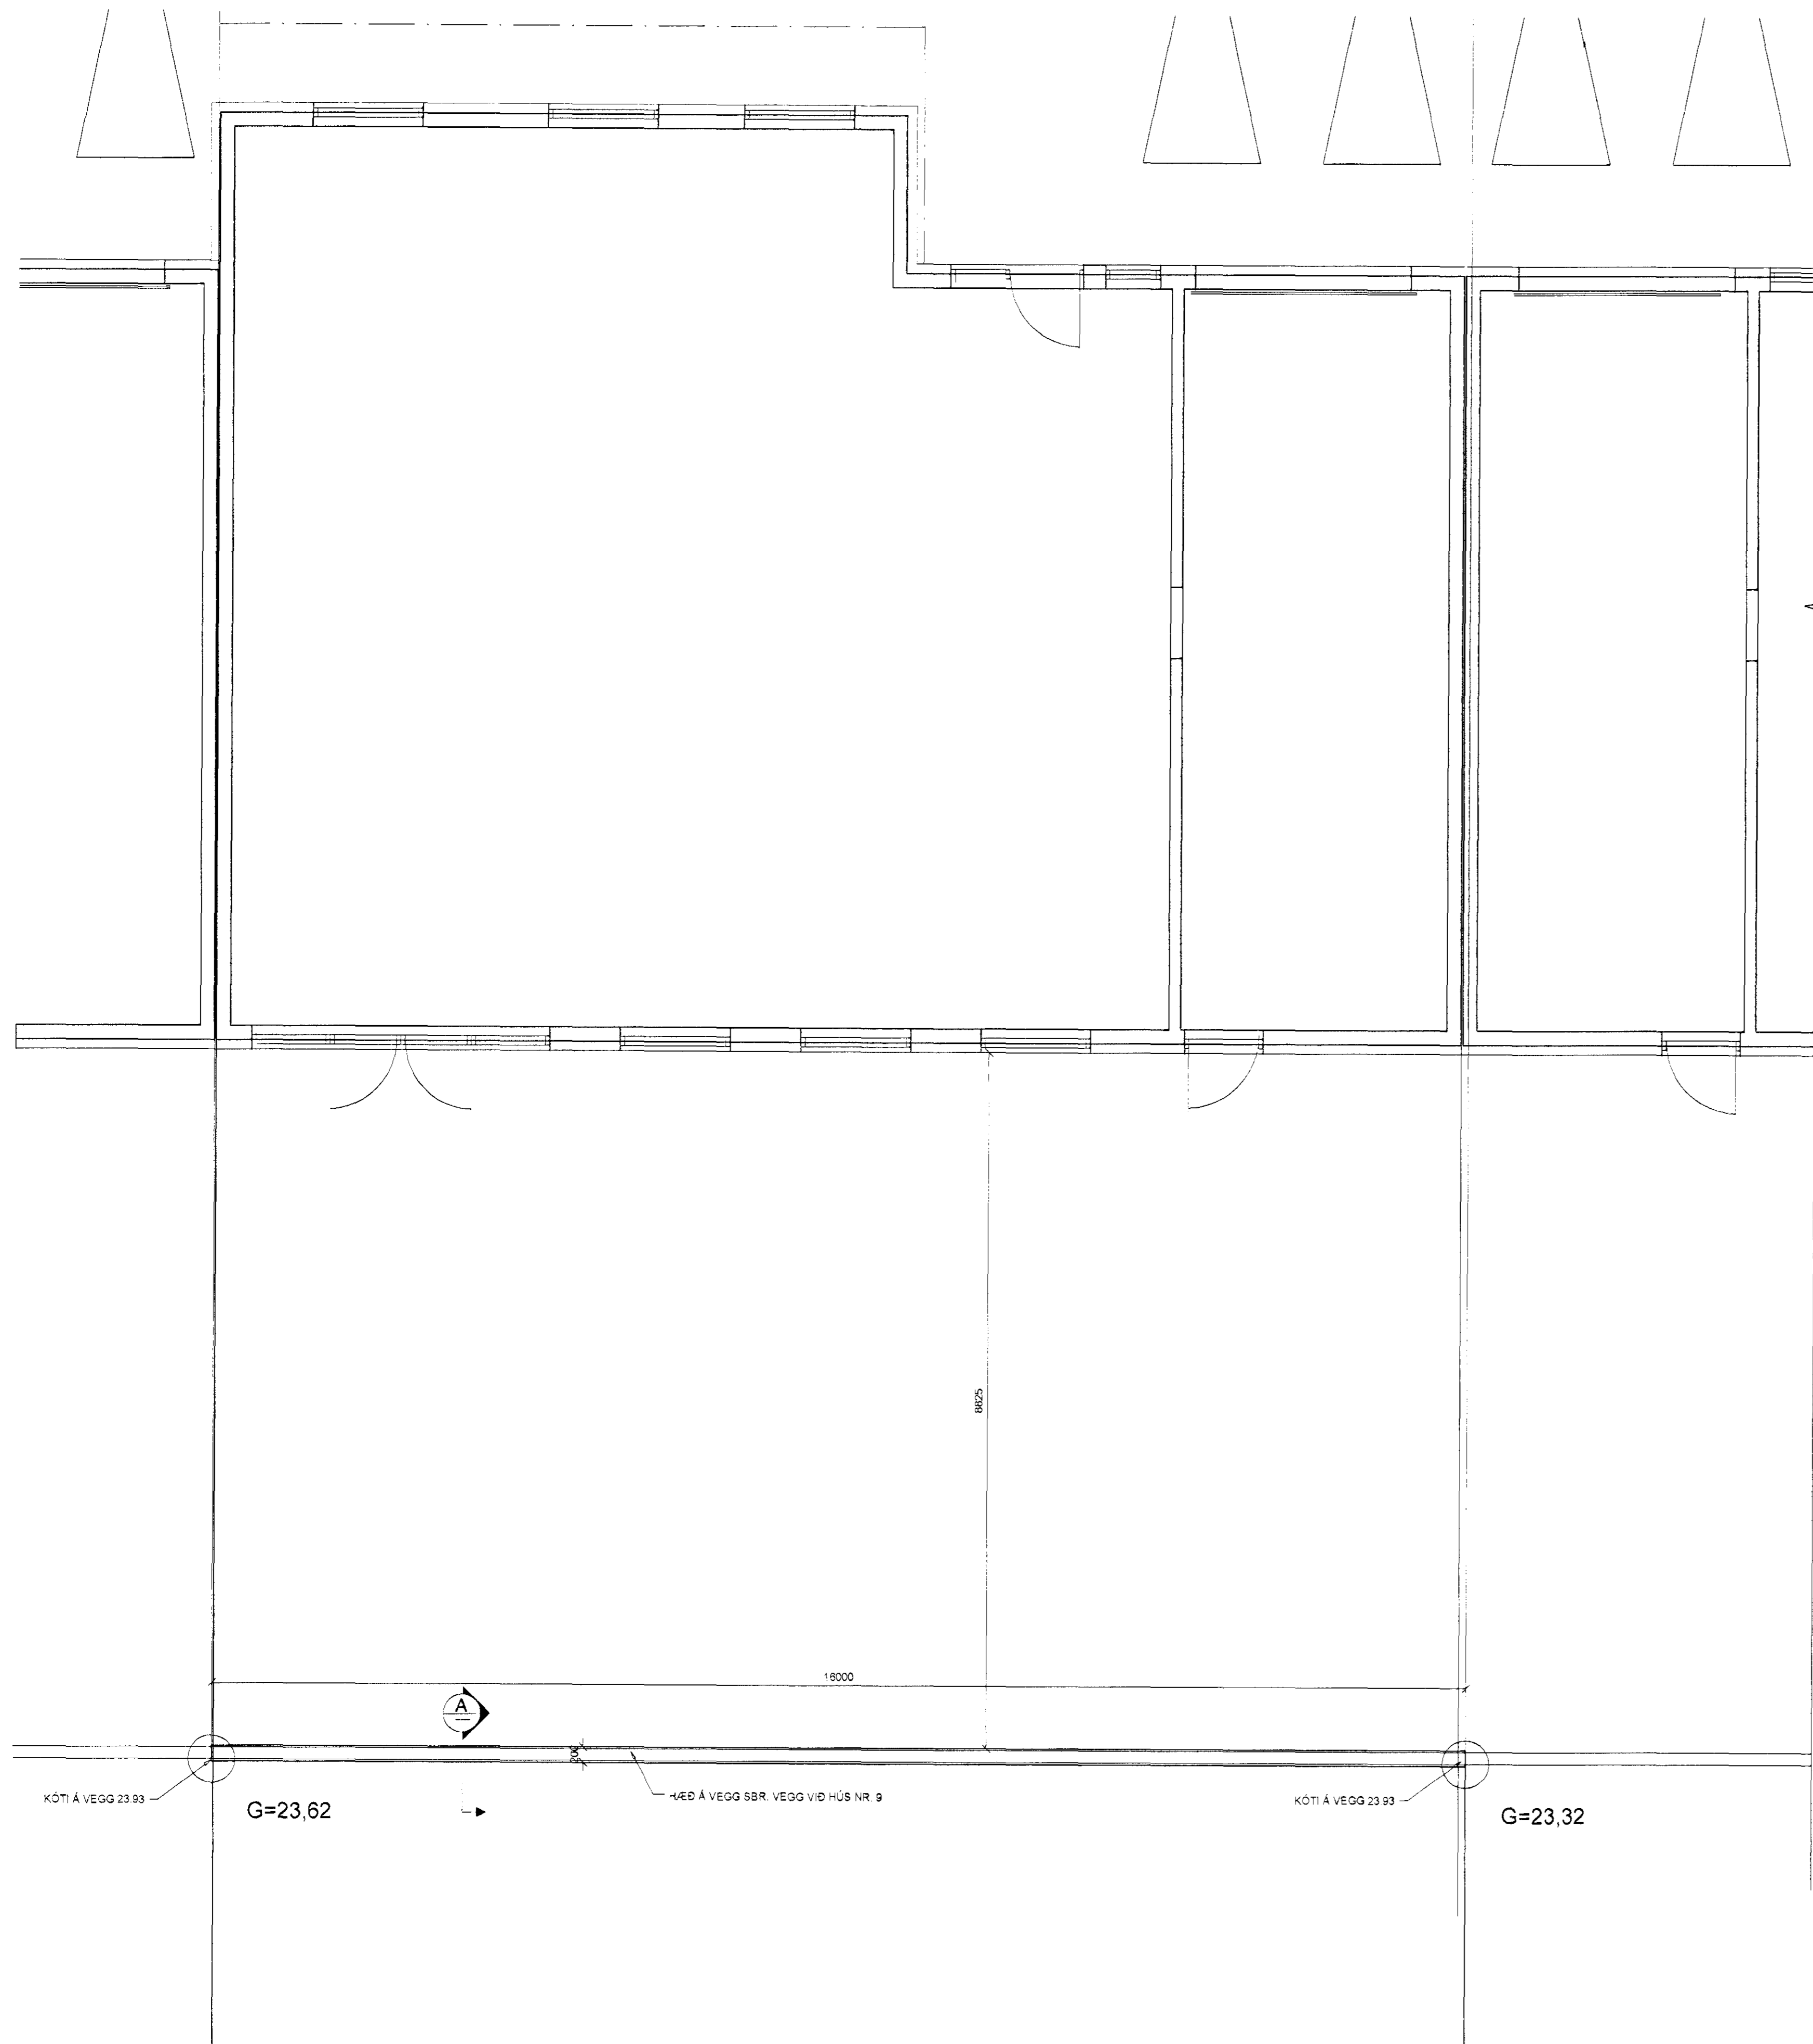 8825
16000
A
200
KÓTI Á VEGG 23.93
HÆÐ Á VEGG SBR. VEGG VIÐ HÚS NR. 9
KÓTI Á VEGG 23.93
G=23,62
G=23,32